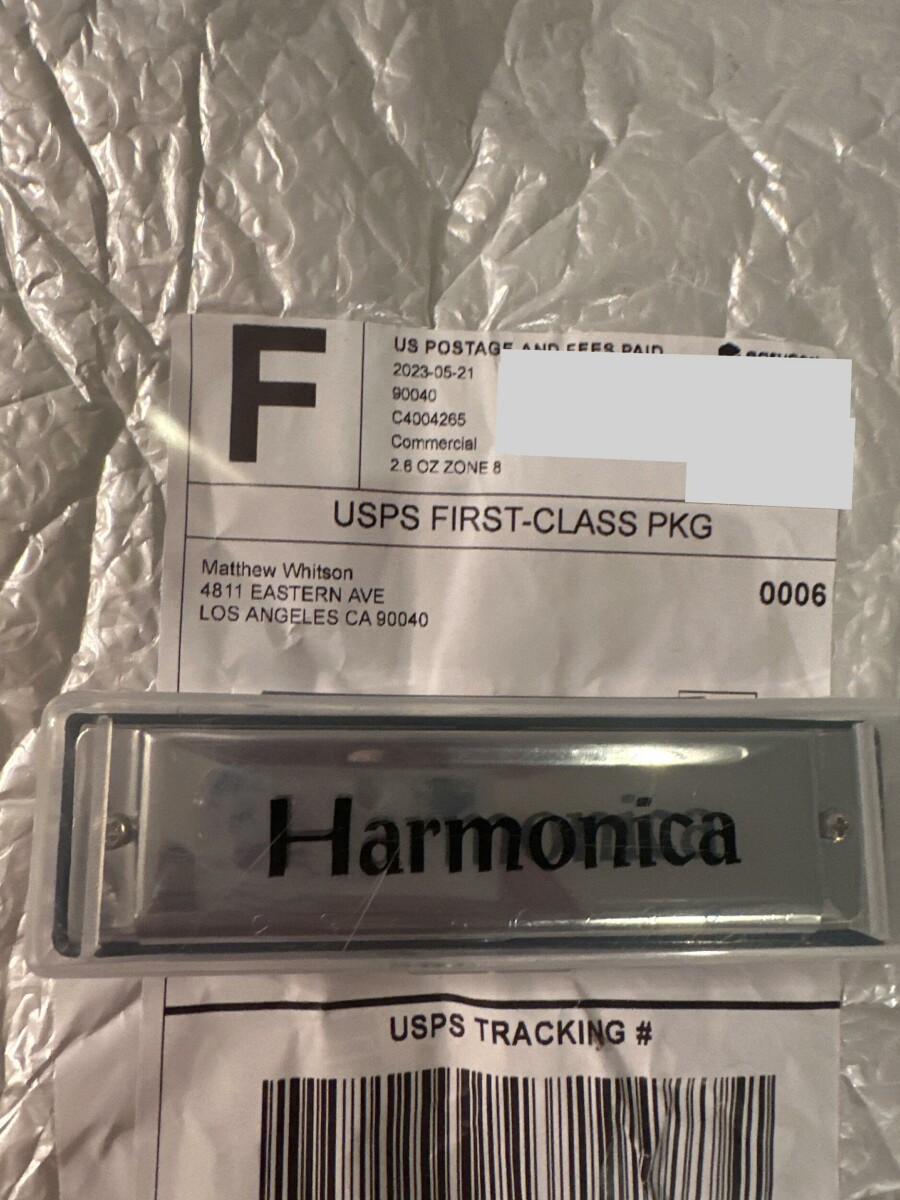 F
US POSTAGE AND FEES PAID
2023-05-21
90040
C4004265
Commercial
2.6 OZ ZONE 8
USPS FIRST-CLASS PKG
Matthew Whitson
4811 EASTERN AVE
LOS ANGELES CA 90040
0006
Harmonica
USPS TRACKING #